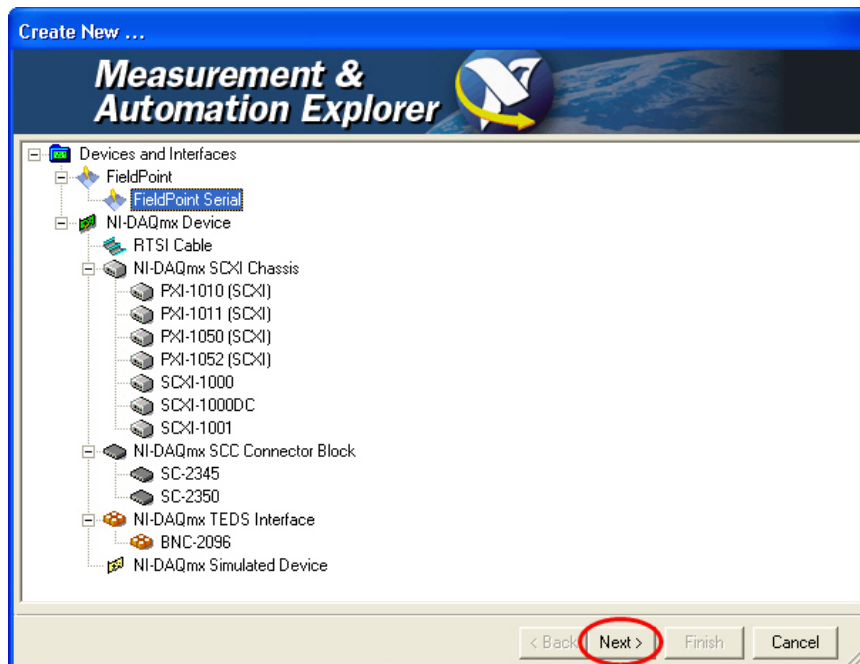 Create New ...
Measurement &
Automation Explorer
Devices and Interfaces
FieldPoint
FieldPoint Serial
NI-DAQmx Device
RTSI Cable
NI-DAQmx SCXI Chassis
PXI-1010 (SCXI)
PXI-1011 (SCXI)
PXI-1050 (SCXI)
PXI-1052 (SCXI)
SCXI-1000
SCXI-1000DC
SCXI-1001
NI-DAQmx SCC Connector Block
SC-2345
SC-2350
NI-DAQmx TEDS Interface
BNC-2096
NI-DAQmx Simulated Device
< Back Next > Finish Cancel